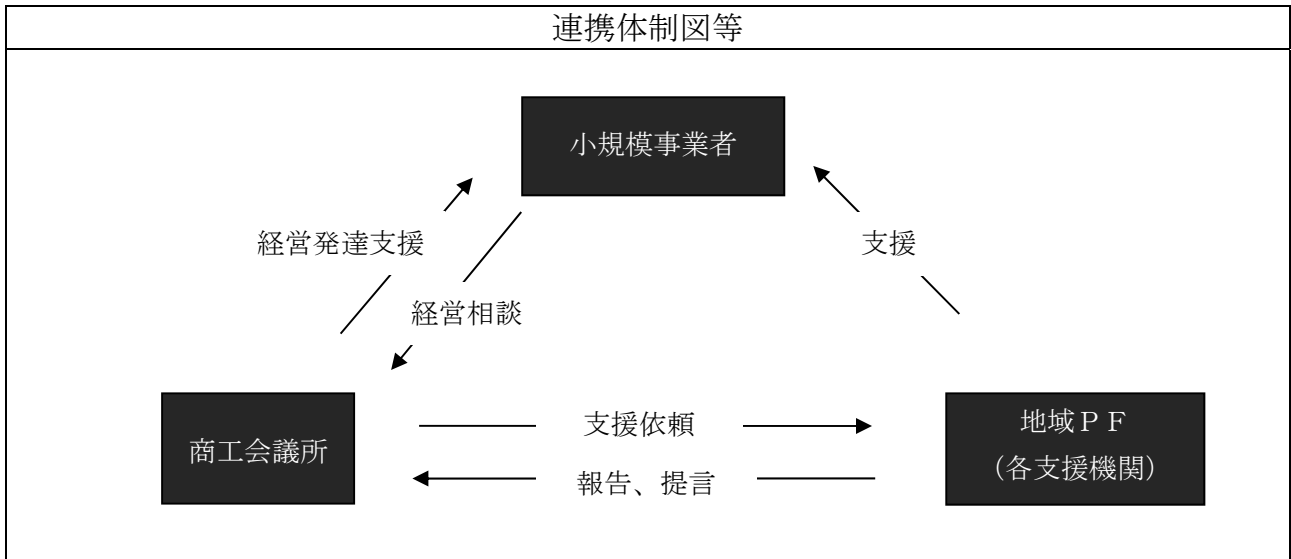 連携体制図等
小規模事業者
経営発達支援
支援
経営相談
商工会議所
支援依頼
報告、提言
地域ＰＦ
（各支援機関）